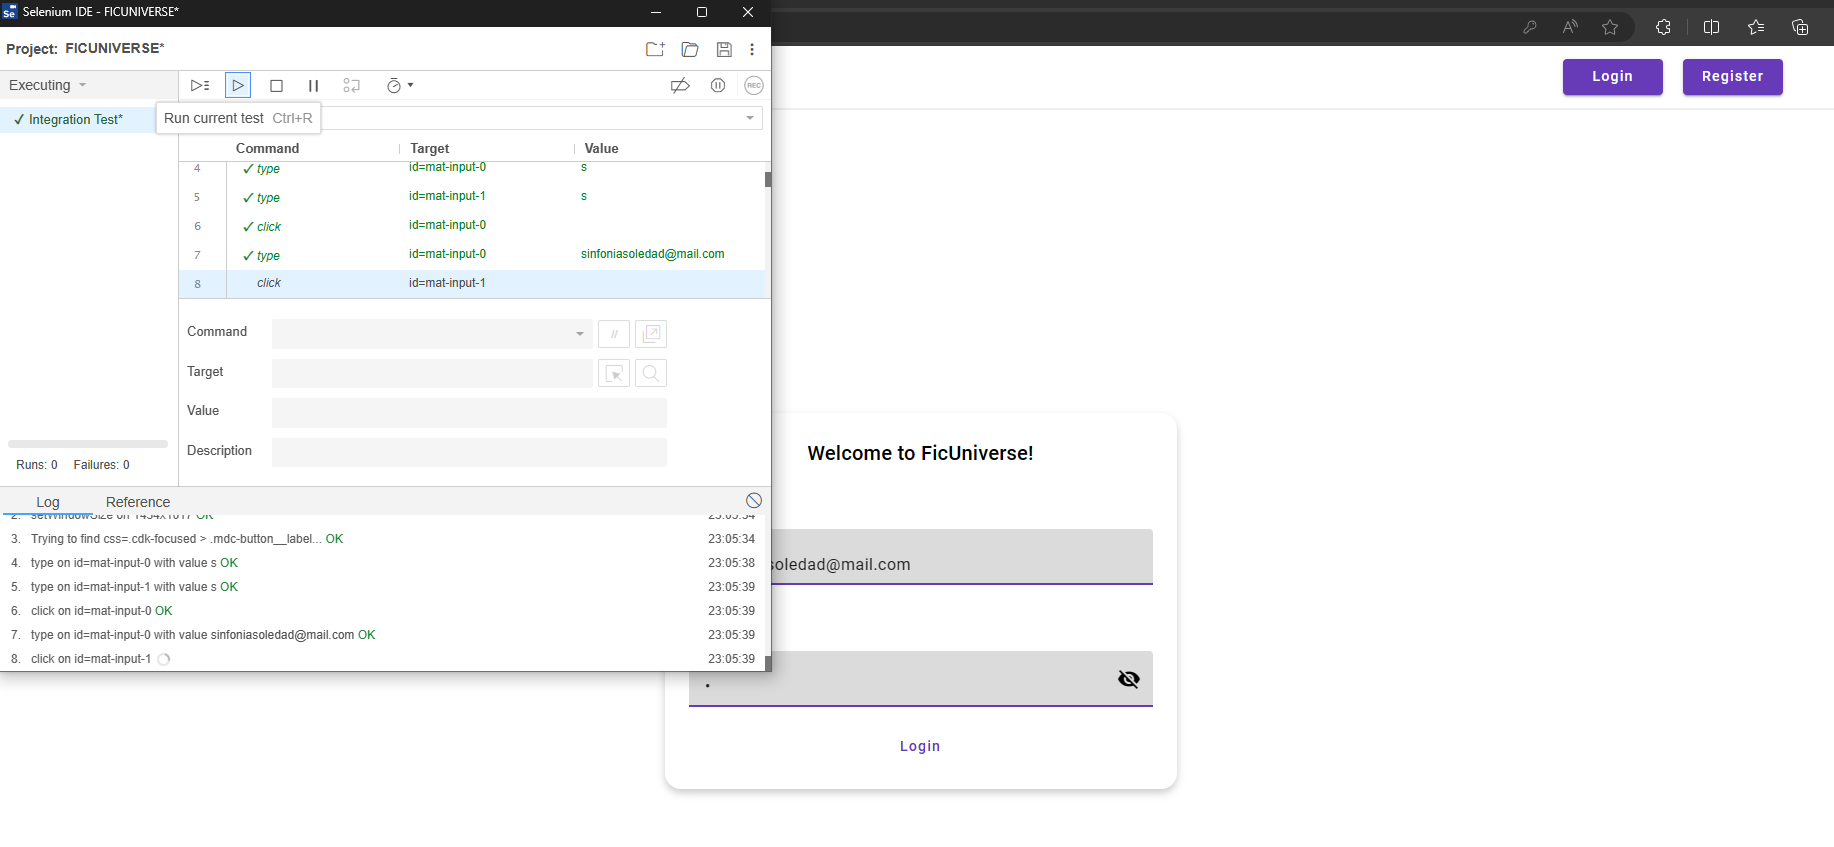 Selenium IDE - FICUNIVERSE*
Project: FICUNIVERSE*
Executing
REC
Login
Register
✓ Integration Test*
Run current test Ctrl+R
Command Target Value
4 ✓ type id=mat-input-0 s
5 ✓ type id=mat-input-1 s
6 ✓ click id=mat-input-0
7 ✓ type id=mat-input-0 sinfoniasoledad@mail.com
8 click id=mat-input-1
Command
//
Target
Value
Description
Runs: 0 Failures: 0
Log Reference
2. setWindowSize on 1454x1017 OK 23:05:34
3. Trying to find css=.cdk-focused > .mdc-button__label... OK 23:05:34
4. type on id=mat-input-0 with value s OK 23:05:38
5. type on id=mat-input-1 with value s OK 23:05:39
6. click on id=mat-input-0 OK 23:05:39
7. type on id=mat-input-0 with value sinfoniasoledad@mail.com OK 23:05:39
8. click on id=mat-input-1 23:05:39
Welcome to FicUniverse!
soledad@mail.com
Login